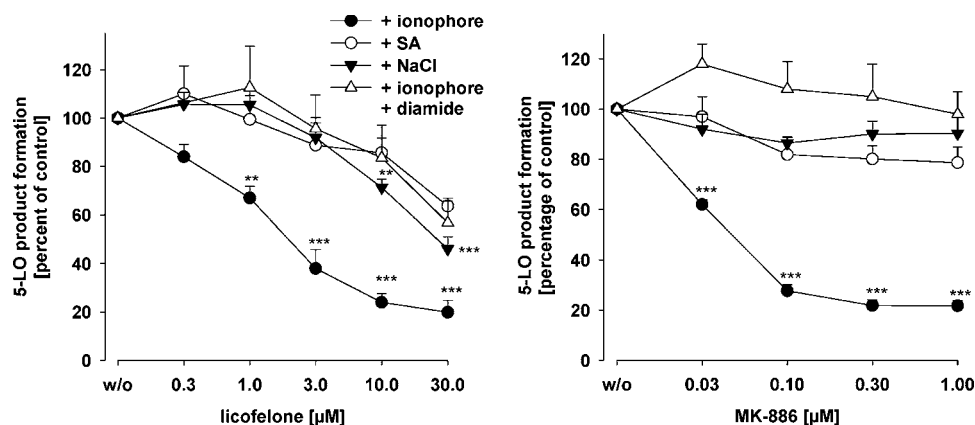 + ionophore
+ SA
+ NaCl
+ ionophore
+ diamide
5-LO product formation
[percent of control]
120
100
80
60
40
20
0
**
***
***
***
**
***
w/o
0.3
1.0
3.0
10.0
30.0
licofelone [µM]
5-LO product formation
[percentage of control]
120
100
80
60
40
20
0
***
***
***
***
w/o
0.03
0.10
0.30
1.00
MK-886 [µM]